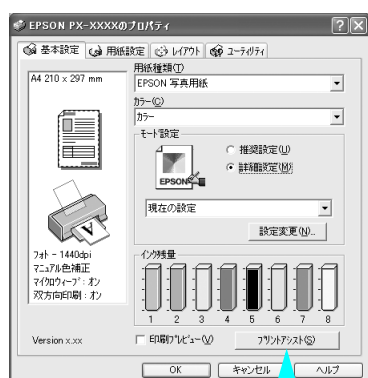 EPSON PX-XXXXのプロパティ
基本設定 用紙設定 レイアウト ユーティリティ
A4 210 x 297 mm
用紙種類(T)
EPSON 写真用紙
カラー(C)
カラー
モード設定
推奨設定(U)
詳細設定(M)
EPSON
現在の設定
設定変更(N)...
フォト - 1440dpi
マニュアル色補正
マイクロウィーブ : オン
双方向印刷 : オン
インク残量
1 2 3 4 5 6 7 8
Version x.xx
印刷プレビュー(V)
プリントアシスト(S)
OK キャンセル ヘルプ